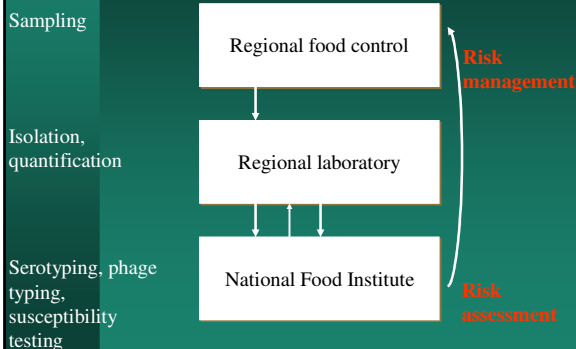 Sampling
Regional food control
Risk
management
Isolation,
quantification
Regional laboratory
Serotyping, phage
typing,
susceptibility
testing
National Food Institute
Risk
assessment